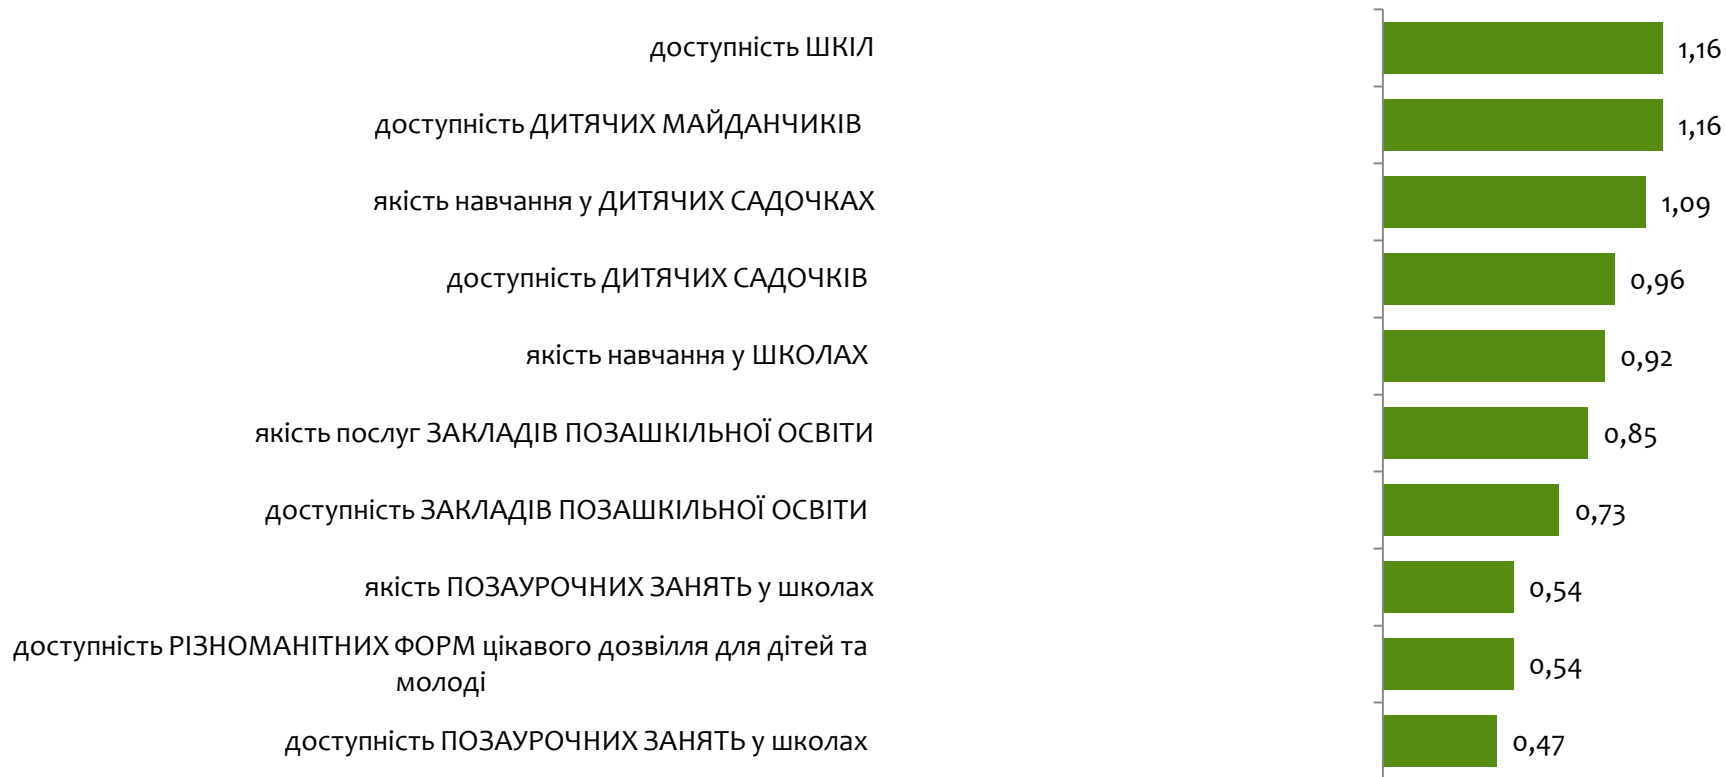 доступність ШКІЛ 1,16
доступність ДИТЯЧИХ МАЙДАНЧИКІВ 1,16
якість навчання у ДИТЯЧИХ САДОЧКАХ 1,09
доступність ДИТЯЧИХ САДОЧКІВ 0,96
якість навчання у ШКОЛАХ 0,92
якість послуг ЗАКЛАДІВ ПОЗАШКІЛЬНОЇ ОСВІТИ 0,85
доступність ЗАКЛАДІВ ПОЗАШКІЛЬНОЇ ОСВІТИ 0,73
якість ПОЗАУРОЧНИХ ЗАНЯТЬ у школах 0,54
доступність РІЗНОМАНІТНИХ ФОРМ цікавого дозвілля для дітей та
молоді 0,54
доступність ПОЗАУРОЧНИХ ЗАНЯТЬ у школах 0,47